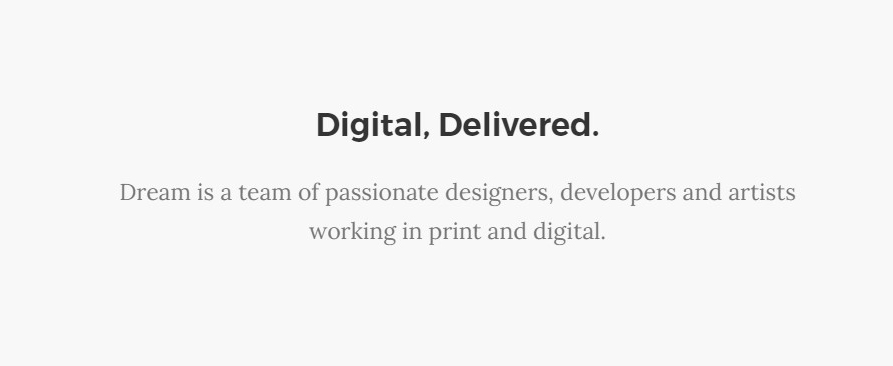 Digital, Delivered.
Dream is a team of passionate designers, developers and artists
working in print and digital.